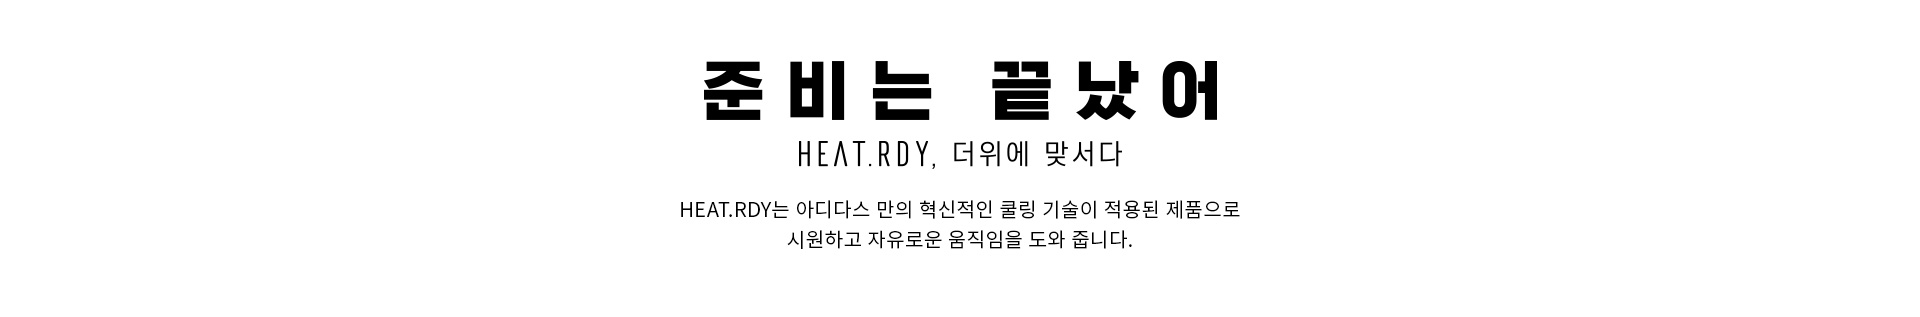 준비는 끝났어
HEAT.RDY, 더위에 맞서다
HEAT.RDY는 아디다스 만의 혁신적인 쿨링 기술이 적용된 제품으로
시원하고 자유로운 움직임을 도와 줍니다.